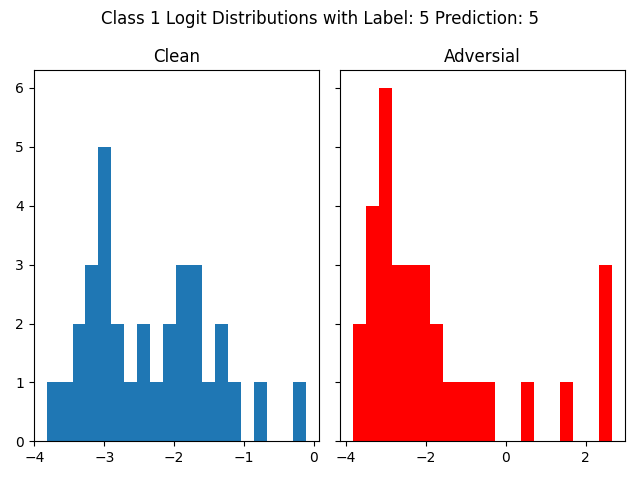 Class 1 Logit Distributions with Label: 5 Prediction: 5
Clean
Adversial
6
5
4
3
2
1
0
−4 −3 −2 −1 0
−4 −2 0 2